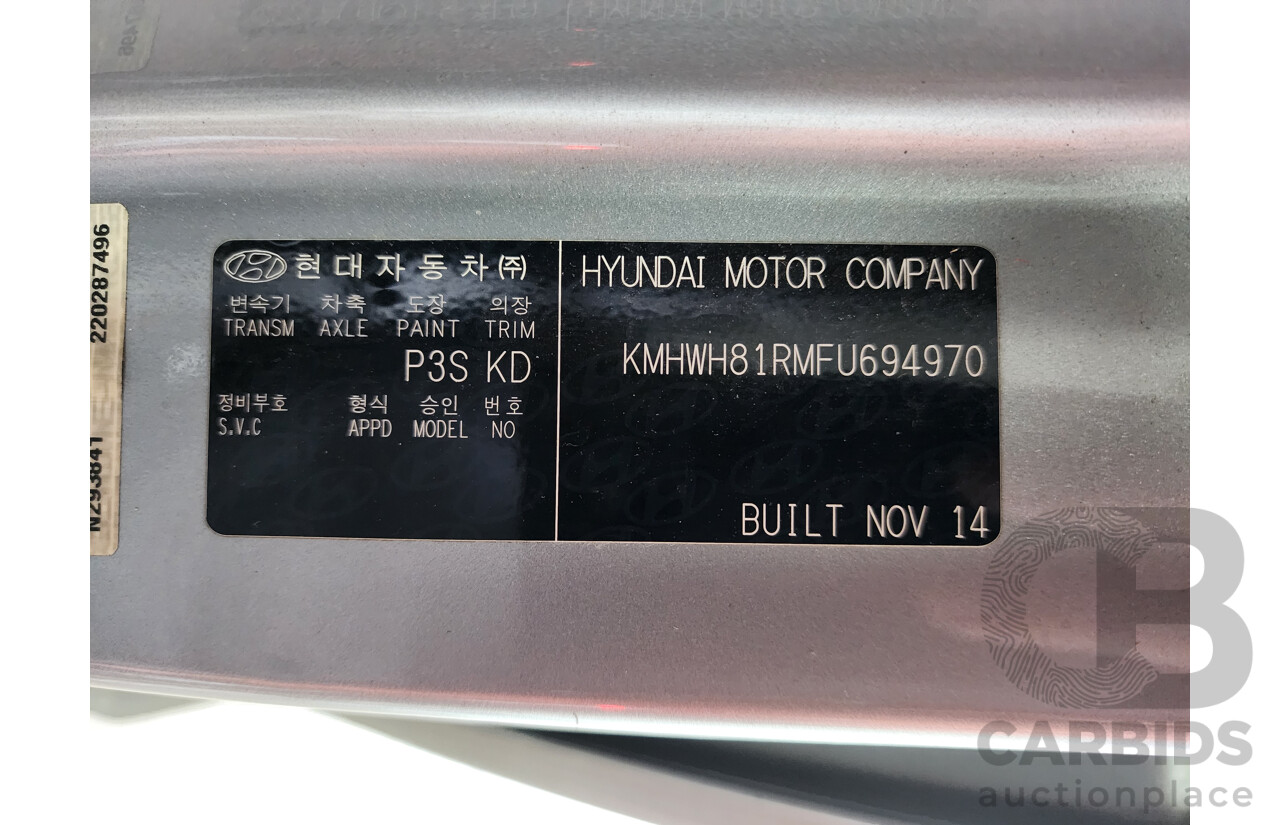 220287496
N293841
현대자동차㈜
변속기 차축 도장 의장
TRANSM AXLE PAINT TRIM
P3S KD
정비부호 형식 승인 번호
S.V.C APPD MODEL NO
HYUNDAI MOTOR COMPANY
KMHWH81RMFU694970
BUILT NOV 14
CB
CARBIDS
auctionplace